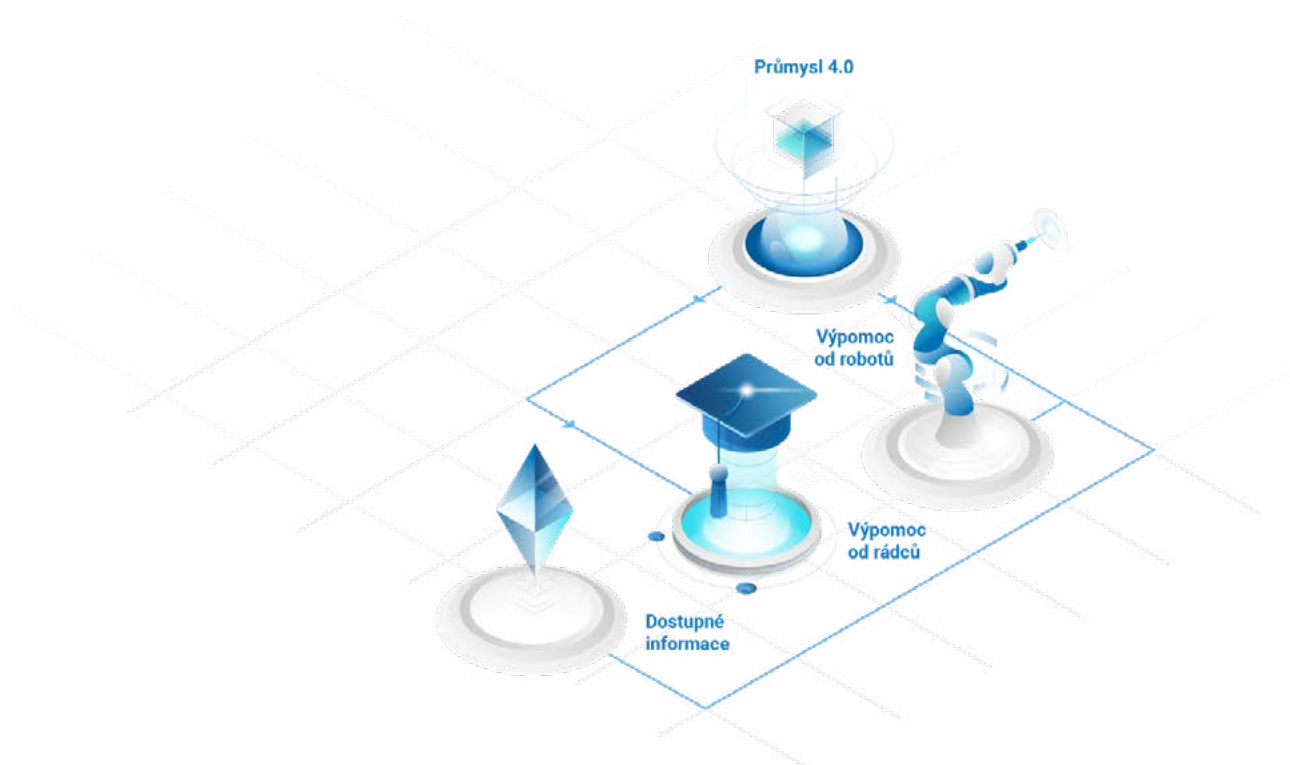 Průmysl 4.0
Výpomoc
od robotů
Výpomoc
od rádců
Dostupné
informace